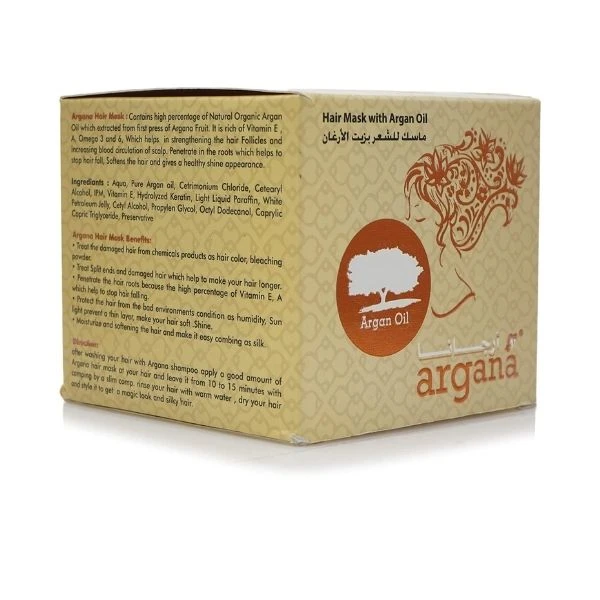 Argana Hair Mask : Contains high percentage of Natural Organic Argan
Oil which extracted from first press of Argana Fruit. It is rich of Vitamin E ,
A, Omega 3 and 6, Which helps in strengthening the hair Follicles and
increasing blood circulation of scalp. Penetrate in the roots which helps to
stop hair fall, Softens the hair and gives a healthy shine appearance.
Ingridiants : Aqua, Pure Argan oil, Cetrimonium Chloride, Cetearyl
Alcohol, IPM, Vitamin E, Hydrolyzed Keratin, Light Liquid Paraffin, White
Petroleum Jelly, Cetyl Alcohol, Propylen Glycol, Octyl Dodecanol, Caprylic
Capric Triglyceride, Preservative
Argana Hair Mask Benefits:
• Treat the damaged hair from chemicals products as hair color, bleaching
powder.
• Treat Split ends and damaged hair which help to make your hair longer.
• Penetrate the hair roots because the high percentage of Vitamin E, A
which help to stop hair falling.
• Protect the hair from the bad environments condition as humidity, Sun
light prevent a thin layer, make your hair soft .Shine.
• Moisturize and softening the hair and make it easy combing as silk.
after washing your hair with Argana shampoo apply a good amount of
Argana hair mask at your hair and leave it from 10 to 15 minutes with
camping by a slim comp. rinse your hair with warm water , dry your hair
and style it to get a magic look and silky hair.
Hair Mask with Argan Oil
ماسك للشعر بزيت الأرغان
Argan Oil
أرجانا
argana